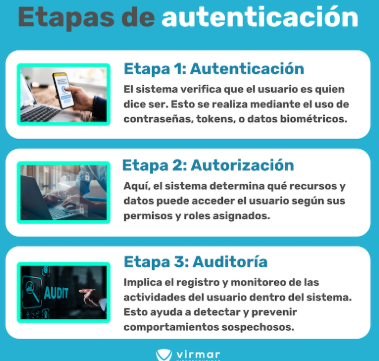 Etapas de autenticación
Etapa 1: Autenticación
El sistema verifica que el usuario es quien
dice ser. Esto se realiza mediante el uso de
contraseñas, tokens, o datos biométricos.
Etapa 2: Autorización
Aquí, el sistema determina qué recursos y
datos puede acceder el usuario según sus
permisos y roles asignados.
AUDIT
Etapa 3: Auditoría
Implica el registro y monitoreo de las
actividades del usuario dentro del sistema.
Esto ayuda a detectar y prevenir
comportamientos sospechosos.
virmar